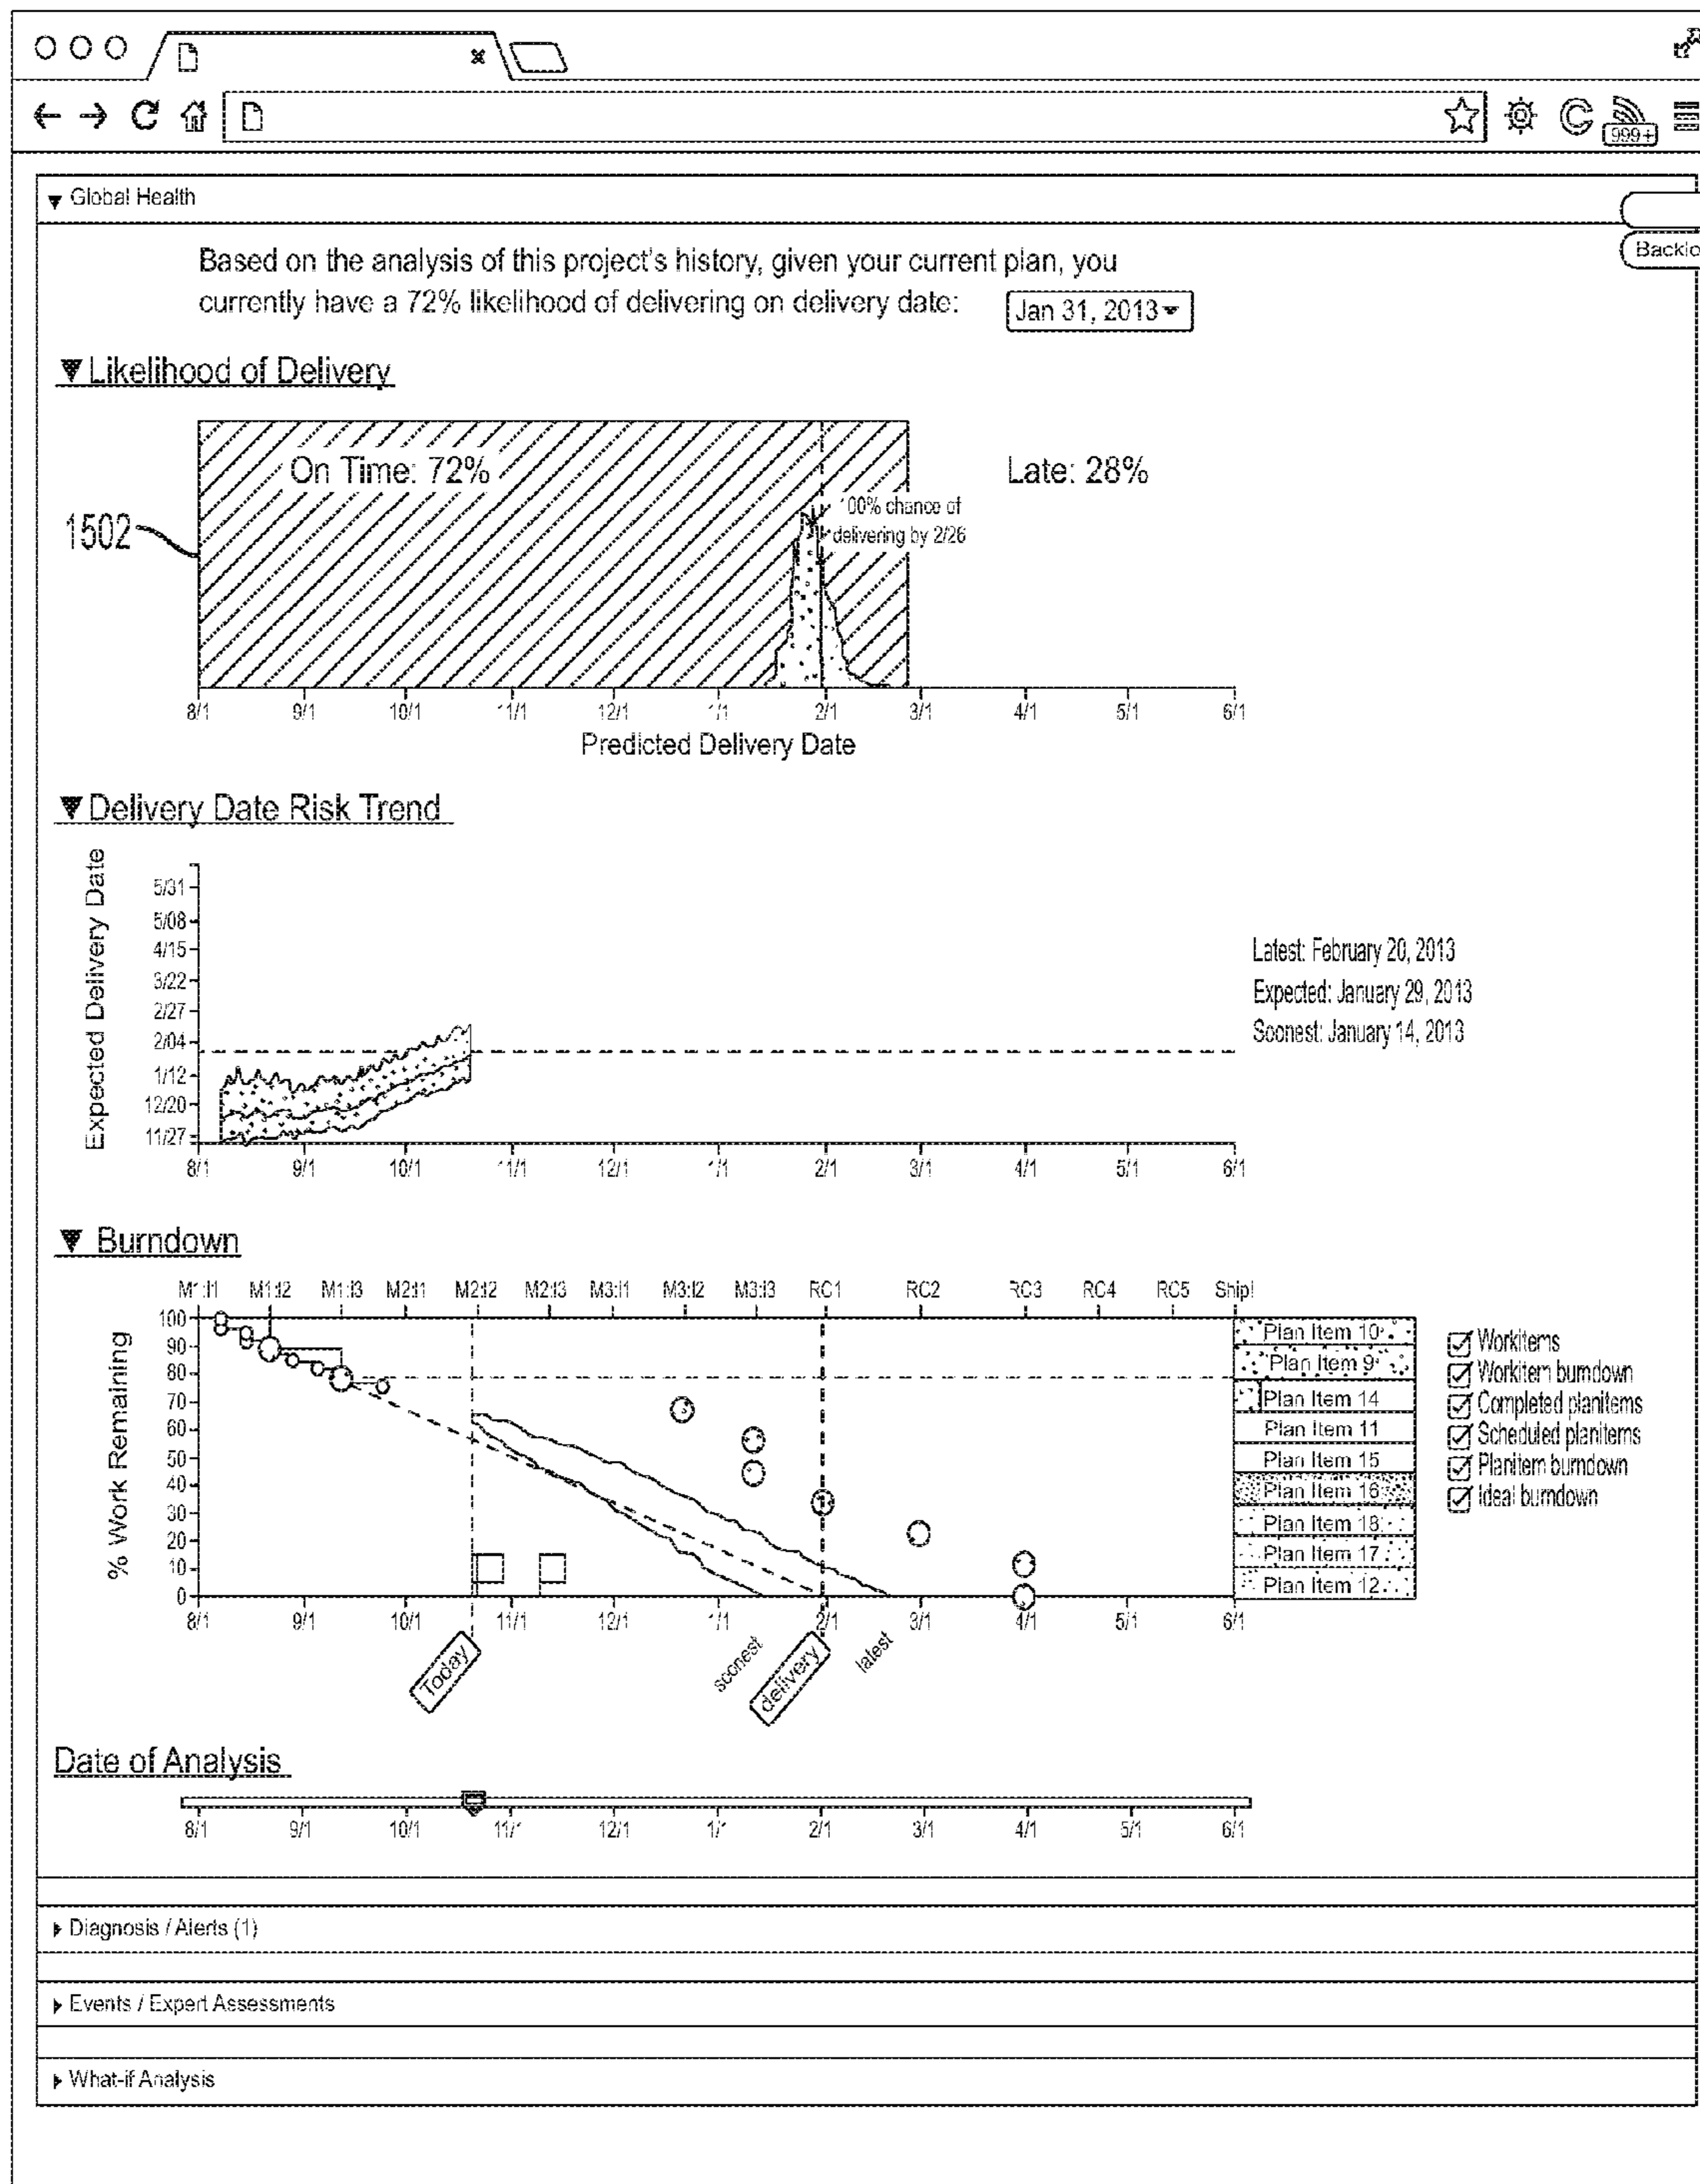 999+
Global Health
Based on the analysis of this project's history, given your current plan, you
currently have a 72% likelihood of delivering on delivery date: Jan 31, 2013
Likelihood of Delivery
On Time: 72% Late: 28%
100% chance of
delivering by 2/26
1502
8/1 9/1 10/1 11/1 12/1 1/1 2/1 3/1 4/1 5/1 6/1
Predicted Delivery Date
Delivery Date Risk Trend
Expected Delivery Date
5/31
5/08
4/15
3/22
2/27
2/04
1/12
12/20
11/27
8/1 9/1 10/1 11/1 12/1 1/1 2/1 3/1 4/1 5/1 6/1
Latest: February 20, 2013
Expected: January 29, 2013
Soonest: January 14, 2013
Burndown
M1:I1 M1:I2 M1:I3 M2:I1 M2:I2 M2:I3 M3:I1 M3:I2 M3:I3 RC1 RC2 RC3 RC4 RC5 Ship!
% Work Remaining
100
90
80
70
60
50
40
30
20
10
0
8/1 9/1 10/1 11/1 12/1 1/1 2/1 3/1 4/1 5/1 6/1
Today soonest delivery latest
Plan Item 10
Plan Item 9
Plan Item 14
Plan Item 11
Plan Item 15
Plan Item 16
Plan Item 18
Plan Item 17
Plan Item 12
Workitems
Workitem burndown
Completed planitems
Scheduled planitems
Planitem burndown
Ideal burndown
Date of Analysis
8/1 9/1 10/1 11/1 12/1 1/1 2/1 3/1 4/1 5/1 6/1
Diagnosis / Alerts (1)
Events / Expert Assessments
What-if Analysis